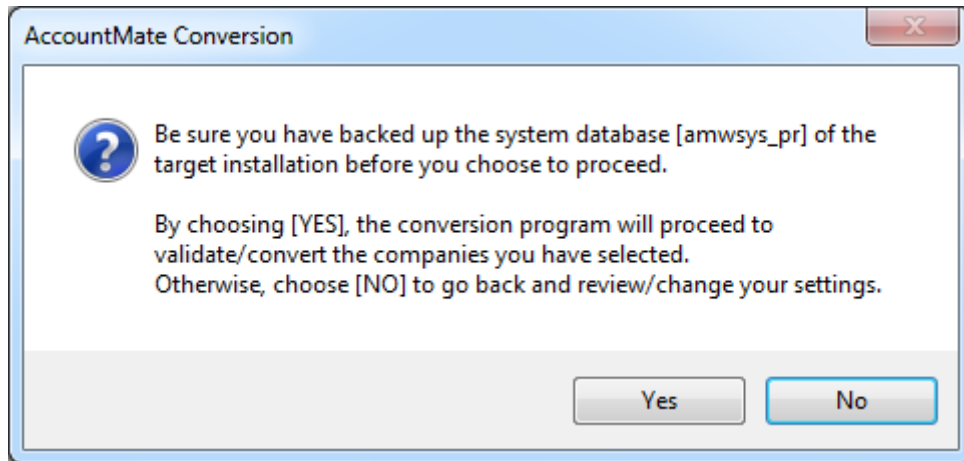 AccountMate Conversion
Be sure you have backed up the system database [amwsys_pr] of the
target installation before you choose to proceed.
By choosing [YES], the conversion program will proceed to
validate/convert the companies you have selected.
Otherwise, choose [NO] to go back and review/change your settings.
Yes
No